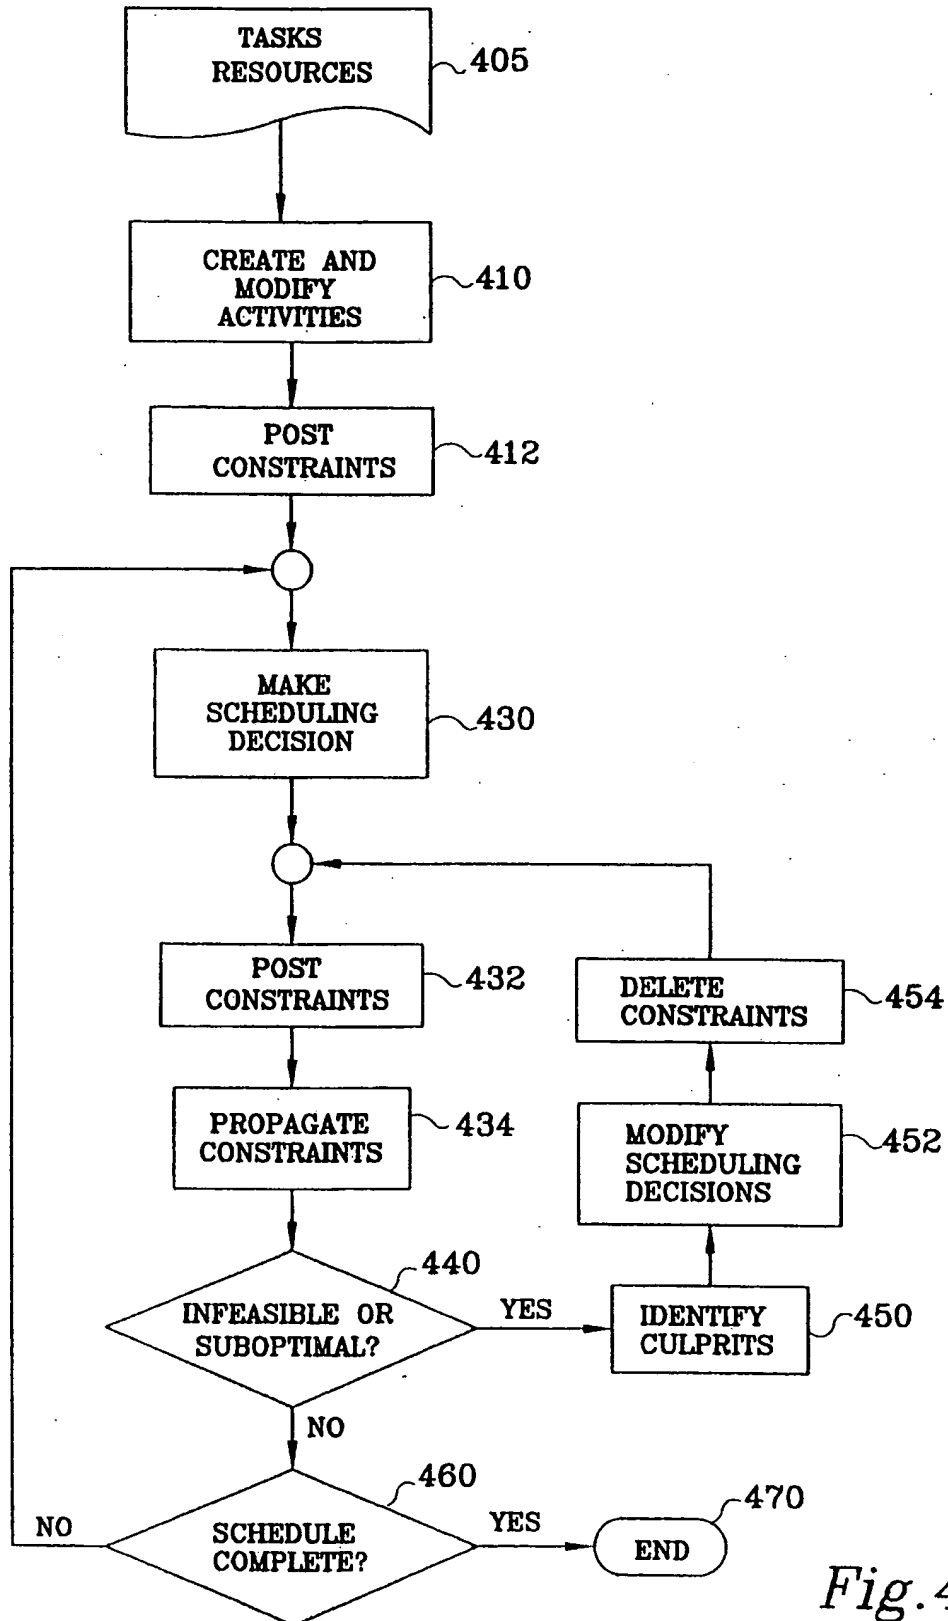 TASKS
RESOURCES
405
CREATE AND
MODIFY
ACTIVITIES
410
POST
CONSTRAINTS
412
MAKE
SCHEDULING
DECISION
430
POST
CONSTRAINTS
432
DELETE
CONSTRAINTS
454
PROPAGATE
CONSTRAINTS
434
MODIFY
SCHEDULING
DECISIONS
452
440
INFEASIBLE OR
SUBOPTIMAL?
YES
IDENTIFY
CULPRITS
450
NO
460
SCHEDULE
COMPLETE?
NO
YES
END
470
Fig.4